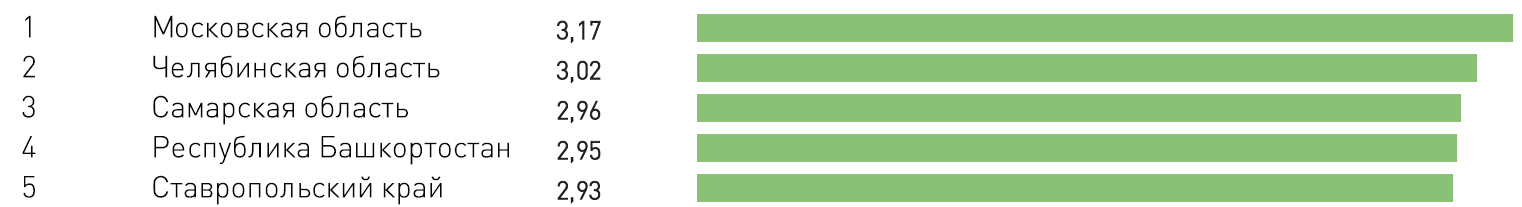 1 Московская область 3,17
2 Челябинская область 3,02
3 Самарская область 2,96
4 Республика Башкортостан 2,95
5 Ставропольский край 2,93